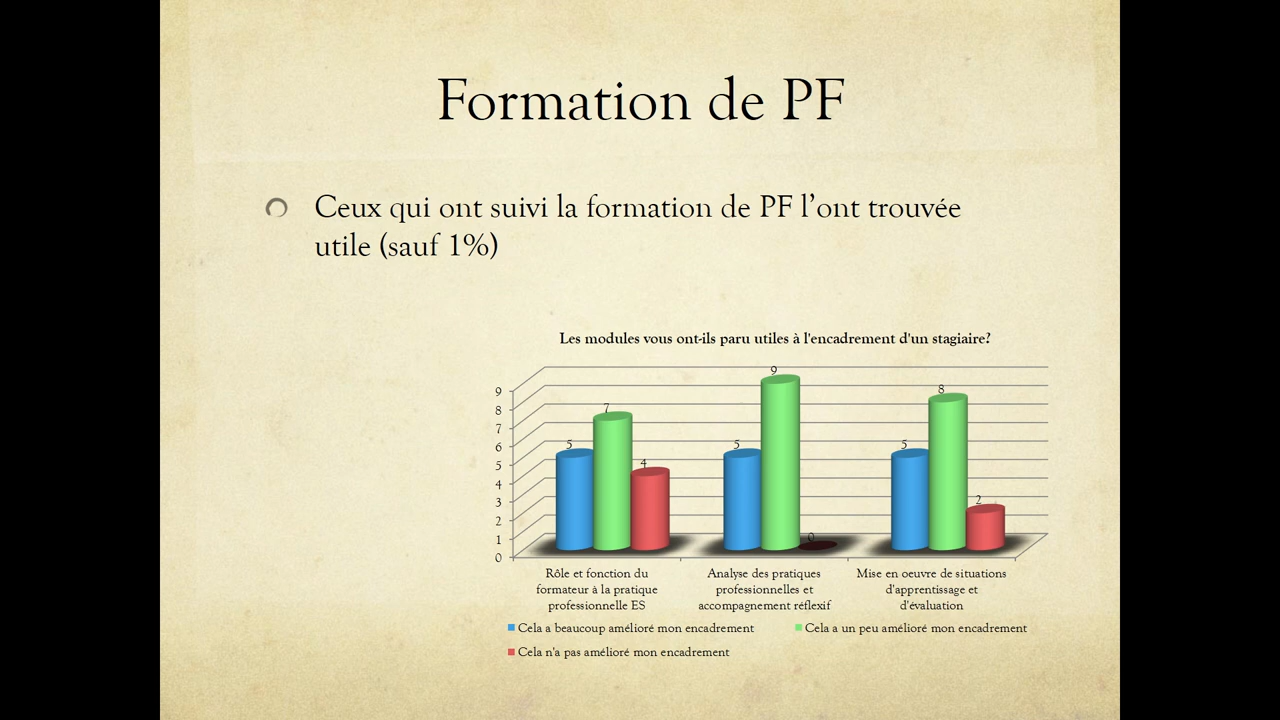 Formation de PF
Ceux qui ont suivi la formation de PF l’ont trouvée
utile (sauf 1%)
Les modules vous ont-ils paru utiles à l'encadrement d'un stagiaire?
9
8
7
6
5
4
3
2
1
0
5
7
4
5
9
0
5
8
2
Rôle et fonction du
formateur à la pratique
professionnelle ES
Analyse des pratiques
professionnelles et
accompagnement réflexif
Mise en oeuvre de situations
d'apprentissage et
d'évaluation
Cela a beaucoup amélioré mon encadrement
Cela a un peu amélioré mon encadrement
Cela n'a pas amélioré mon encadrement